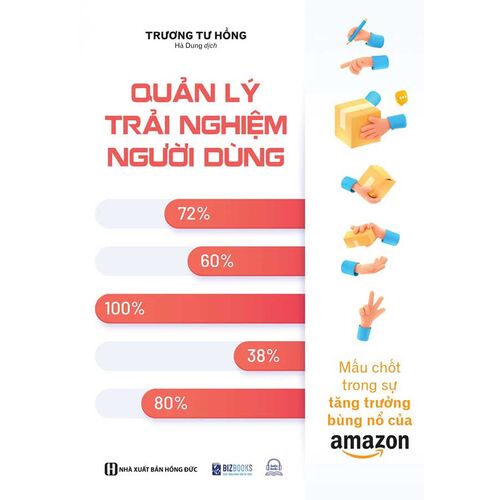 TRƯƠNG TƯ HỒNG
Hà Dung dịch
QUẢN LÝ
TRẢI NGHIỆM
NGƯỜI DÙNG
72%
60%
100%
38%
80%
Mấu chốt
trong sự
tăng trưởng
bùng nổ của
amazon
NHÀ XUẤT BẢN HỒNG ĐỨC
BIZBOOKS